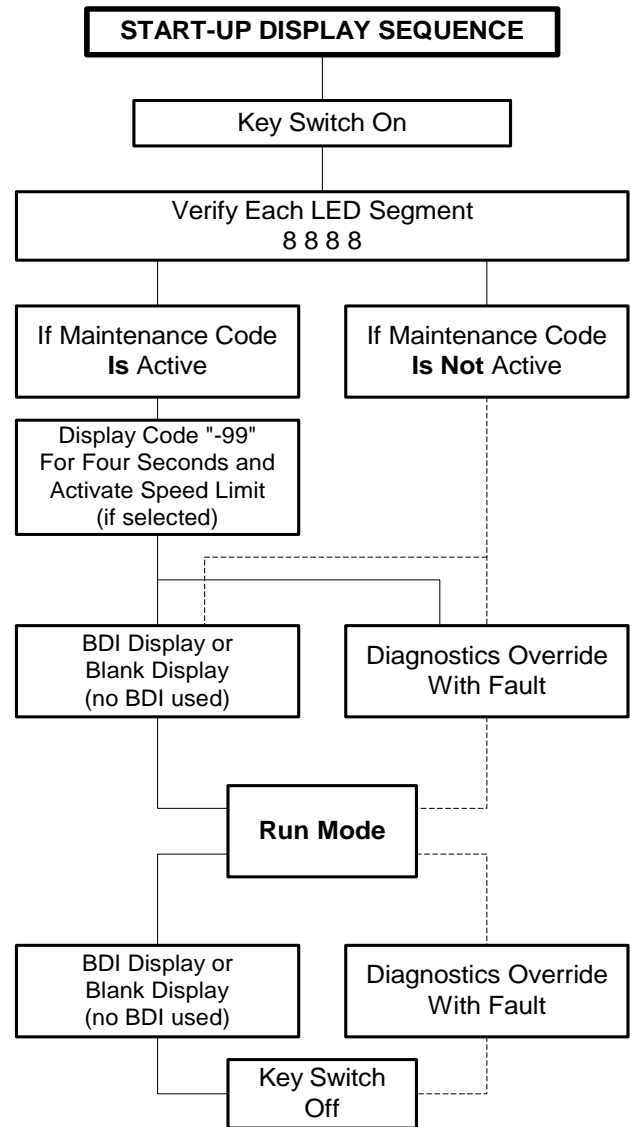 START-UP DISPLAY SEQUENCE
Key Switch On
Verify Each LED Segment
8 8 8 8
If Maintenance Code
Is Active
If Maintenance Code
Is Not Active
Display Code "-99"
For Four Seconds and
Activate Speed Limit
(if selected)
BDI Display or
Blank Display
(no BDI used)
Diagnostics Override
With Fault
Run Mode
BDI Display or
Blank Display
(no BDI used)
Diagnostics Override
With Fault
Key Switch
Off